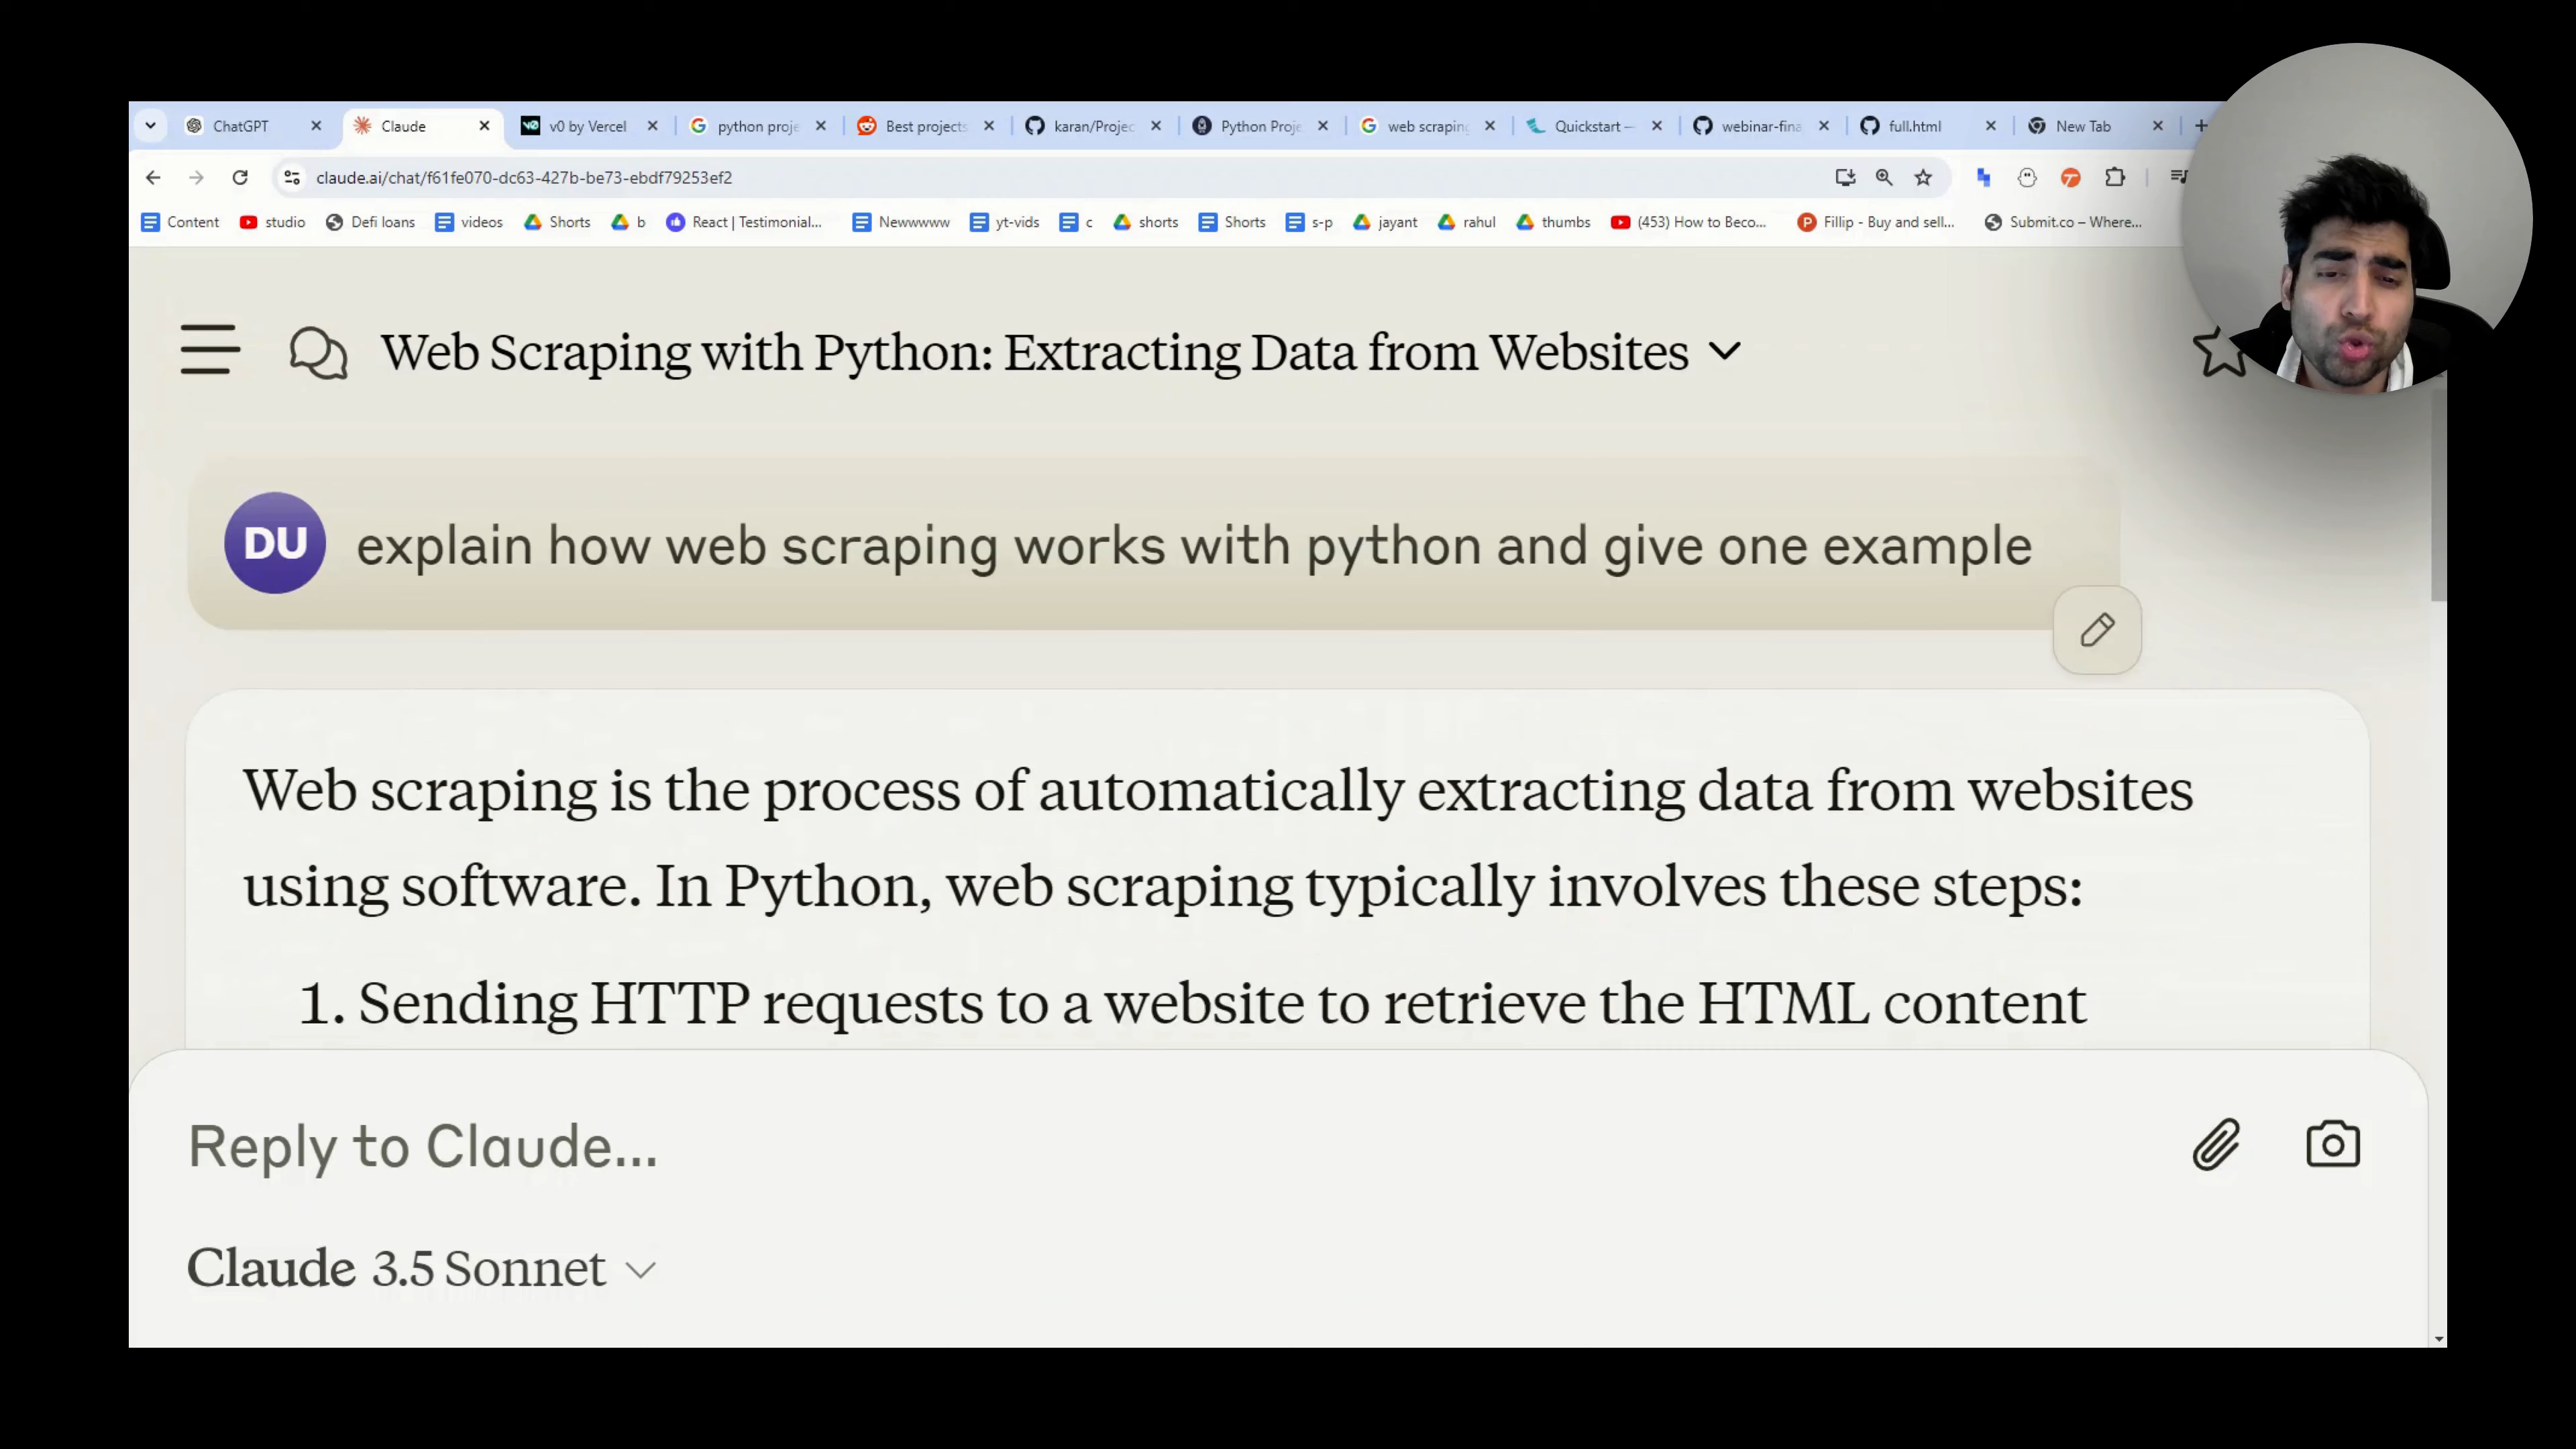 ChatGPT
Claude
v0 by Vercel
python proje
Best projects
karan/Projec
Python Proje
web scraping
Quickstart —
webinar-fina
full.html
New Tab
claude.ai/chat/f61fe070-dc63-427b-be73-ebdf79253ef2
Content
studio
Defi loans
videos
Shorts
b
React | Testimonial...
Newwwww
yt-vids
c
shorts
Shorts
s-p
jayant
rahul
thumbs
(453) How to Beco...
Fillip - Buy and sell...
Submit.co – Where...
Web Scraping with Python: Extracting Data from Websites
DU
explain how web scraping works with python and give one example
Web scraping is the process of automatically extracting data from websites
using software. In Python, web scraping typically involves these steps:
1. Sending HTTP requests to a website to retrieve the HTML content
Reply to Claude...
Claude 3.5 Sonnet